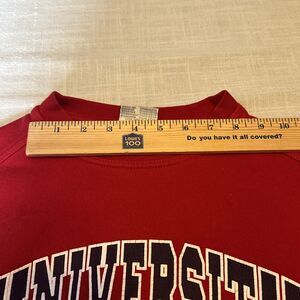 1 2 3 4 5 6 7 8 9 10
LOWE'S
100
Do you have it all covered?
UNIVERSIT